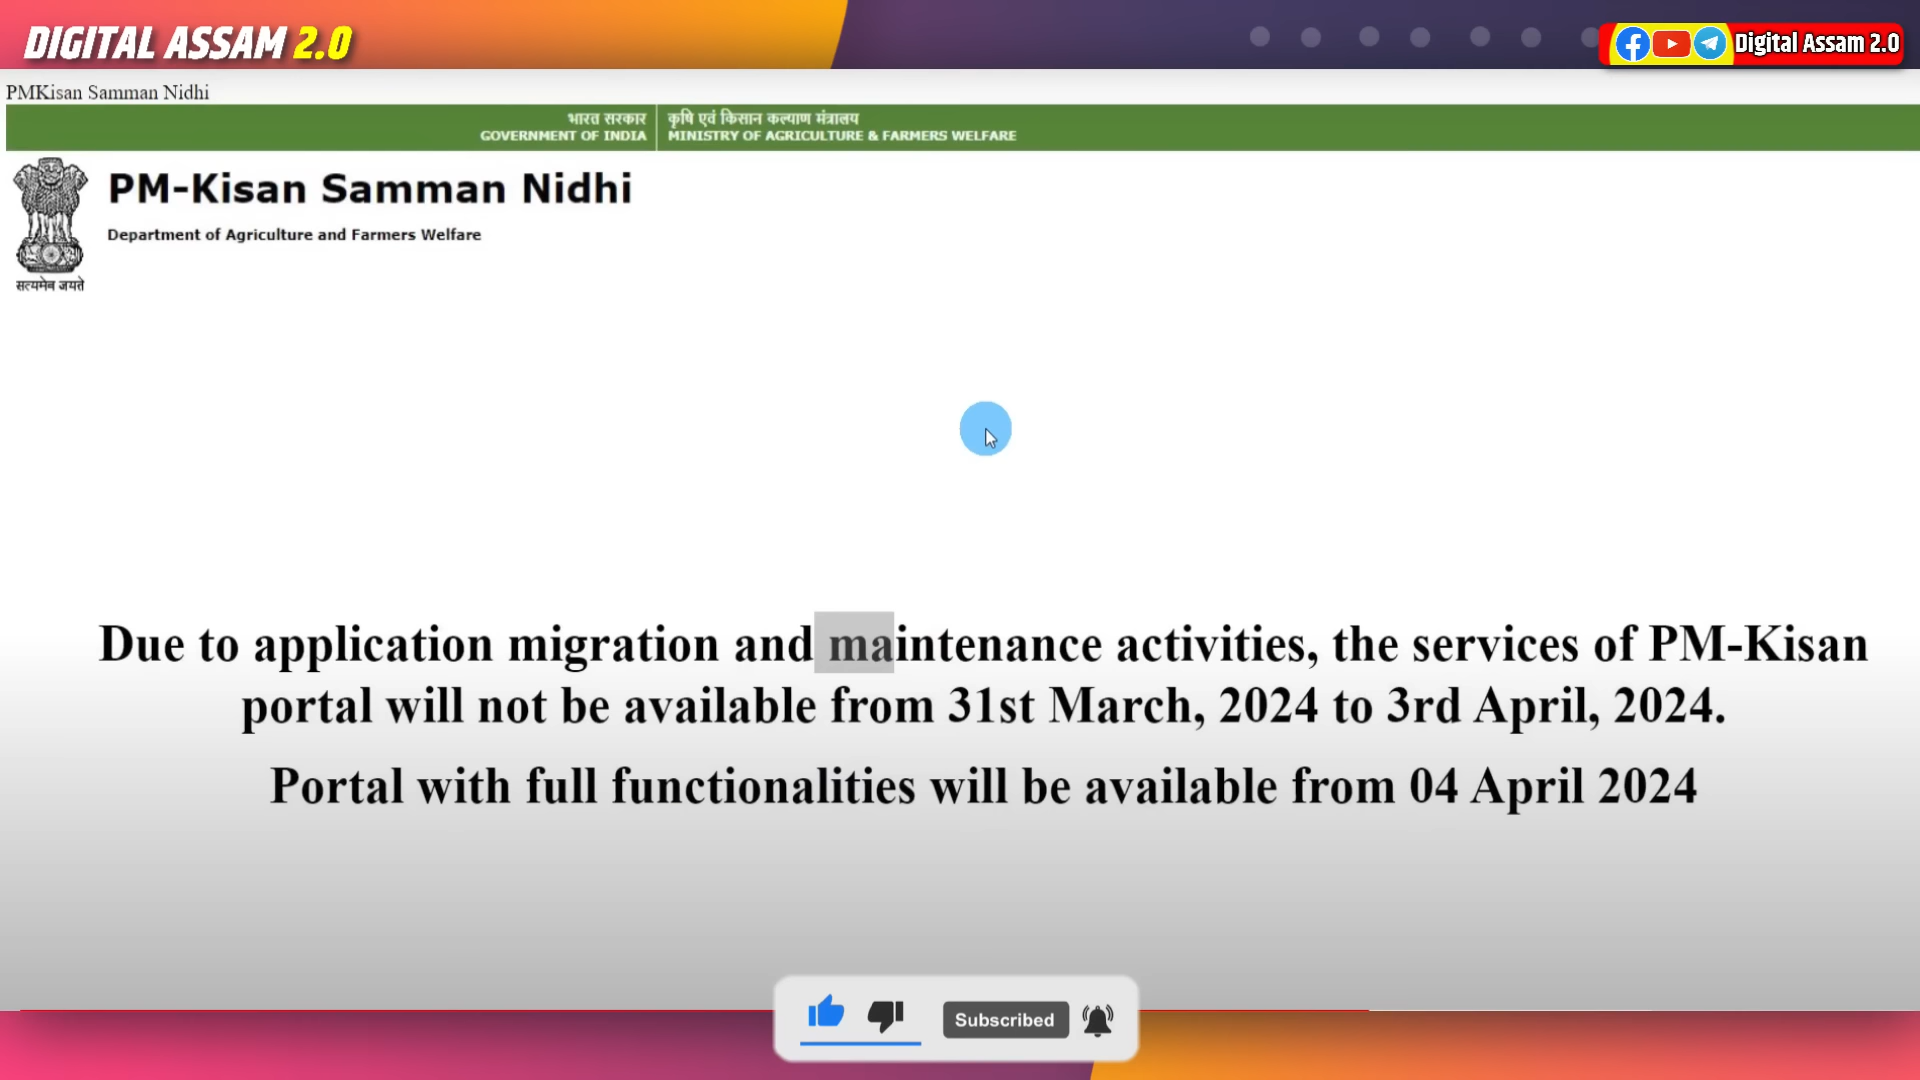 DIGITAL ASSAM 2.0
Digital Assam 2.0
PMKisan Samman Nidhi
भारत सरकार
GOVERNMENT OF INDIA
कृषि एवं किसान कल्याण मंत्रालय
MINISTRY OF AGRICULTURE & FARMERS WELFARE
PM-Kisan Samman Nidhi
Department of Agriculture and Farmers Welfare
सत्यमेव जयते
Due to application migration and maintenance activities, the services of PM-Kisan
portal will not be available from 31st March, 2024 to 3rd April, 2024.
Portal with full functionalities will be available from 04 April 2024
Subscribed